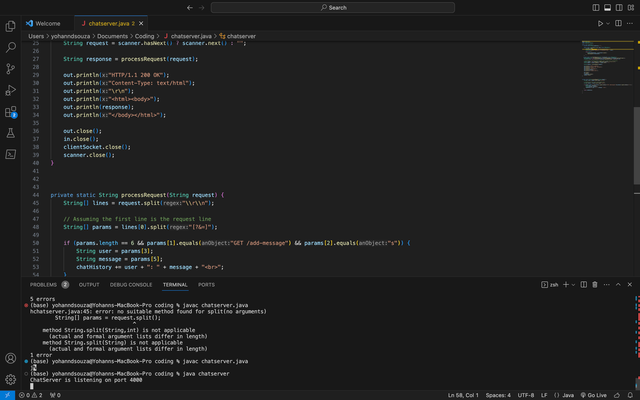 Search
Welcome
chatserver.java 2
Users > yohanndsouza > Documents > Coding > chatserver.java > chatserver
25 String request = scanner.hasNext() ? scanner.next() : "";
26
27 String response = processRequest(request);
28
29 out.println(x:"HTTP/1.1 200 OK");
30 out.println(x:"Content-Type: text/html");
31 out.println(x:"\r\n");
32 out.println(x:"<html><body>");
33 out.println(response);
34 out.println(x:"</body></html>");
35
36 out.close();
37 in.close();
38 clientSocket.close();
39 scanner.close();
40 }
41
42
43
44 private static String processRequest(String request) {
45 String[] lines = request.split(regex:"\\r\\n");
46
47 // Assuming the first line is the request line
48 String[] params = lines[0].split(regex:"[?&=]");
49
50 if (params.length == 6 && params[1].equals(anObject:"GET /add-message") && params[2].equals(anObject:"s")) {
51 String user = params[3];
52 String message = params[5];
53 chatHistory += user + ": " + message + "<br>";
54 }
PROBLEMS 2 OUTPUT DEBUG CONSOLE TERMINAL PORTS
zsh
5 errors
(base) yohanndsouza@Yohanns-MacBook-Pro coding % javac chatserver.java
hchatserver.java:45: error: no suitable method found for split(no arguments)
String[] params = request.split();
^
method String.split(String,int) is not applicable
(actual and formal argument lists differ in length)
method String.split(String) is not applicable
(actual and formal argument lists differ in length)
1 error
(base) yohanndsouza@Yohanns-MacBook-Pro coding % javac chatserver.java
(base) yohanndsouza@Yohanns-MacBook-Pro coding % java chatserver
ChatServer is listening on port 4000
0 2 0 Ln 58, Col 1 Spaces: 4 UTF-8 LF {} Java Go Live